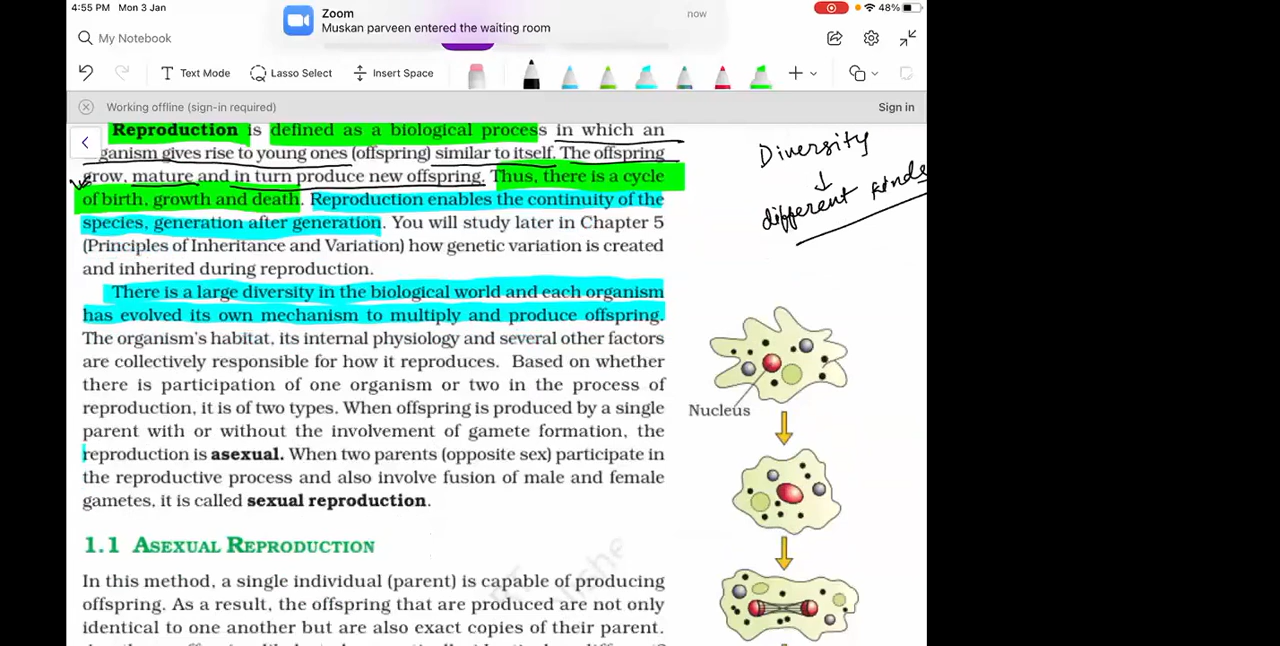 4:55 PM Mon 3 Jan
Zoom
now
Muskan parveen entered the waiting room
48%
My Notebook
Text Mode
Lasso Select
Insert Space
Working offline (sign-in required)
Sign in
Reproduction is defined as a biological process in which an
ganism gives rise to young ones (offspring) similar to itself. The offspring
grow, mature and in turn produce new offspring. Thus, there is a cycle
of birth, growth and death. Reproduction enables the continuity of the
species, generation after generation. You will study later in Chapter 5
(Principles of Inheritance and Variation) how genetic variation is created
and inherited during reproduction.
There is a large diversity in the biological world and each organism
has evolved its own mechanism to multiply and produce offspring.
The organism's habitat, its internal physiology and several other factors
are collectively responsible for how it reproduces. Based on whether
there is participation of one organism or two in the process of
reproduction, it is of two types. When offspring is produced by a single
parent with or without the involvement of gamete formation, the
reproduction is asexual. When two parents (opposite sex) participate in
the reproductive process and also involve fusion of male and female
gametes, it is called sexual reproduction.
1.1 ASEXUAL REPRODUCTION
In this method, a single individual (parent) is capable of producing
offspring. As a result, the offspring that are produced are not only
identical to one another but are also exact copies of their parent.
Diversity
different kinds
Nucleus